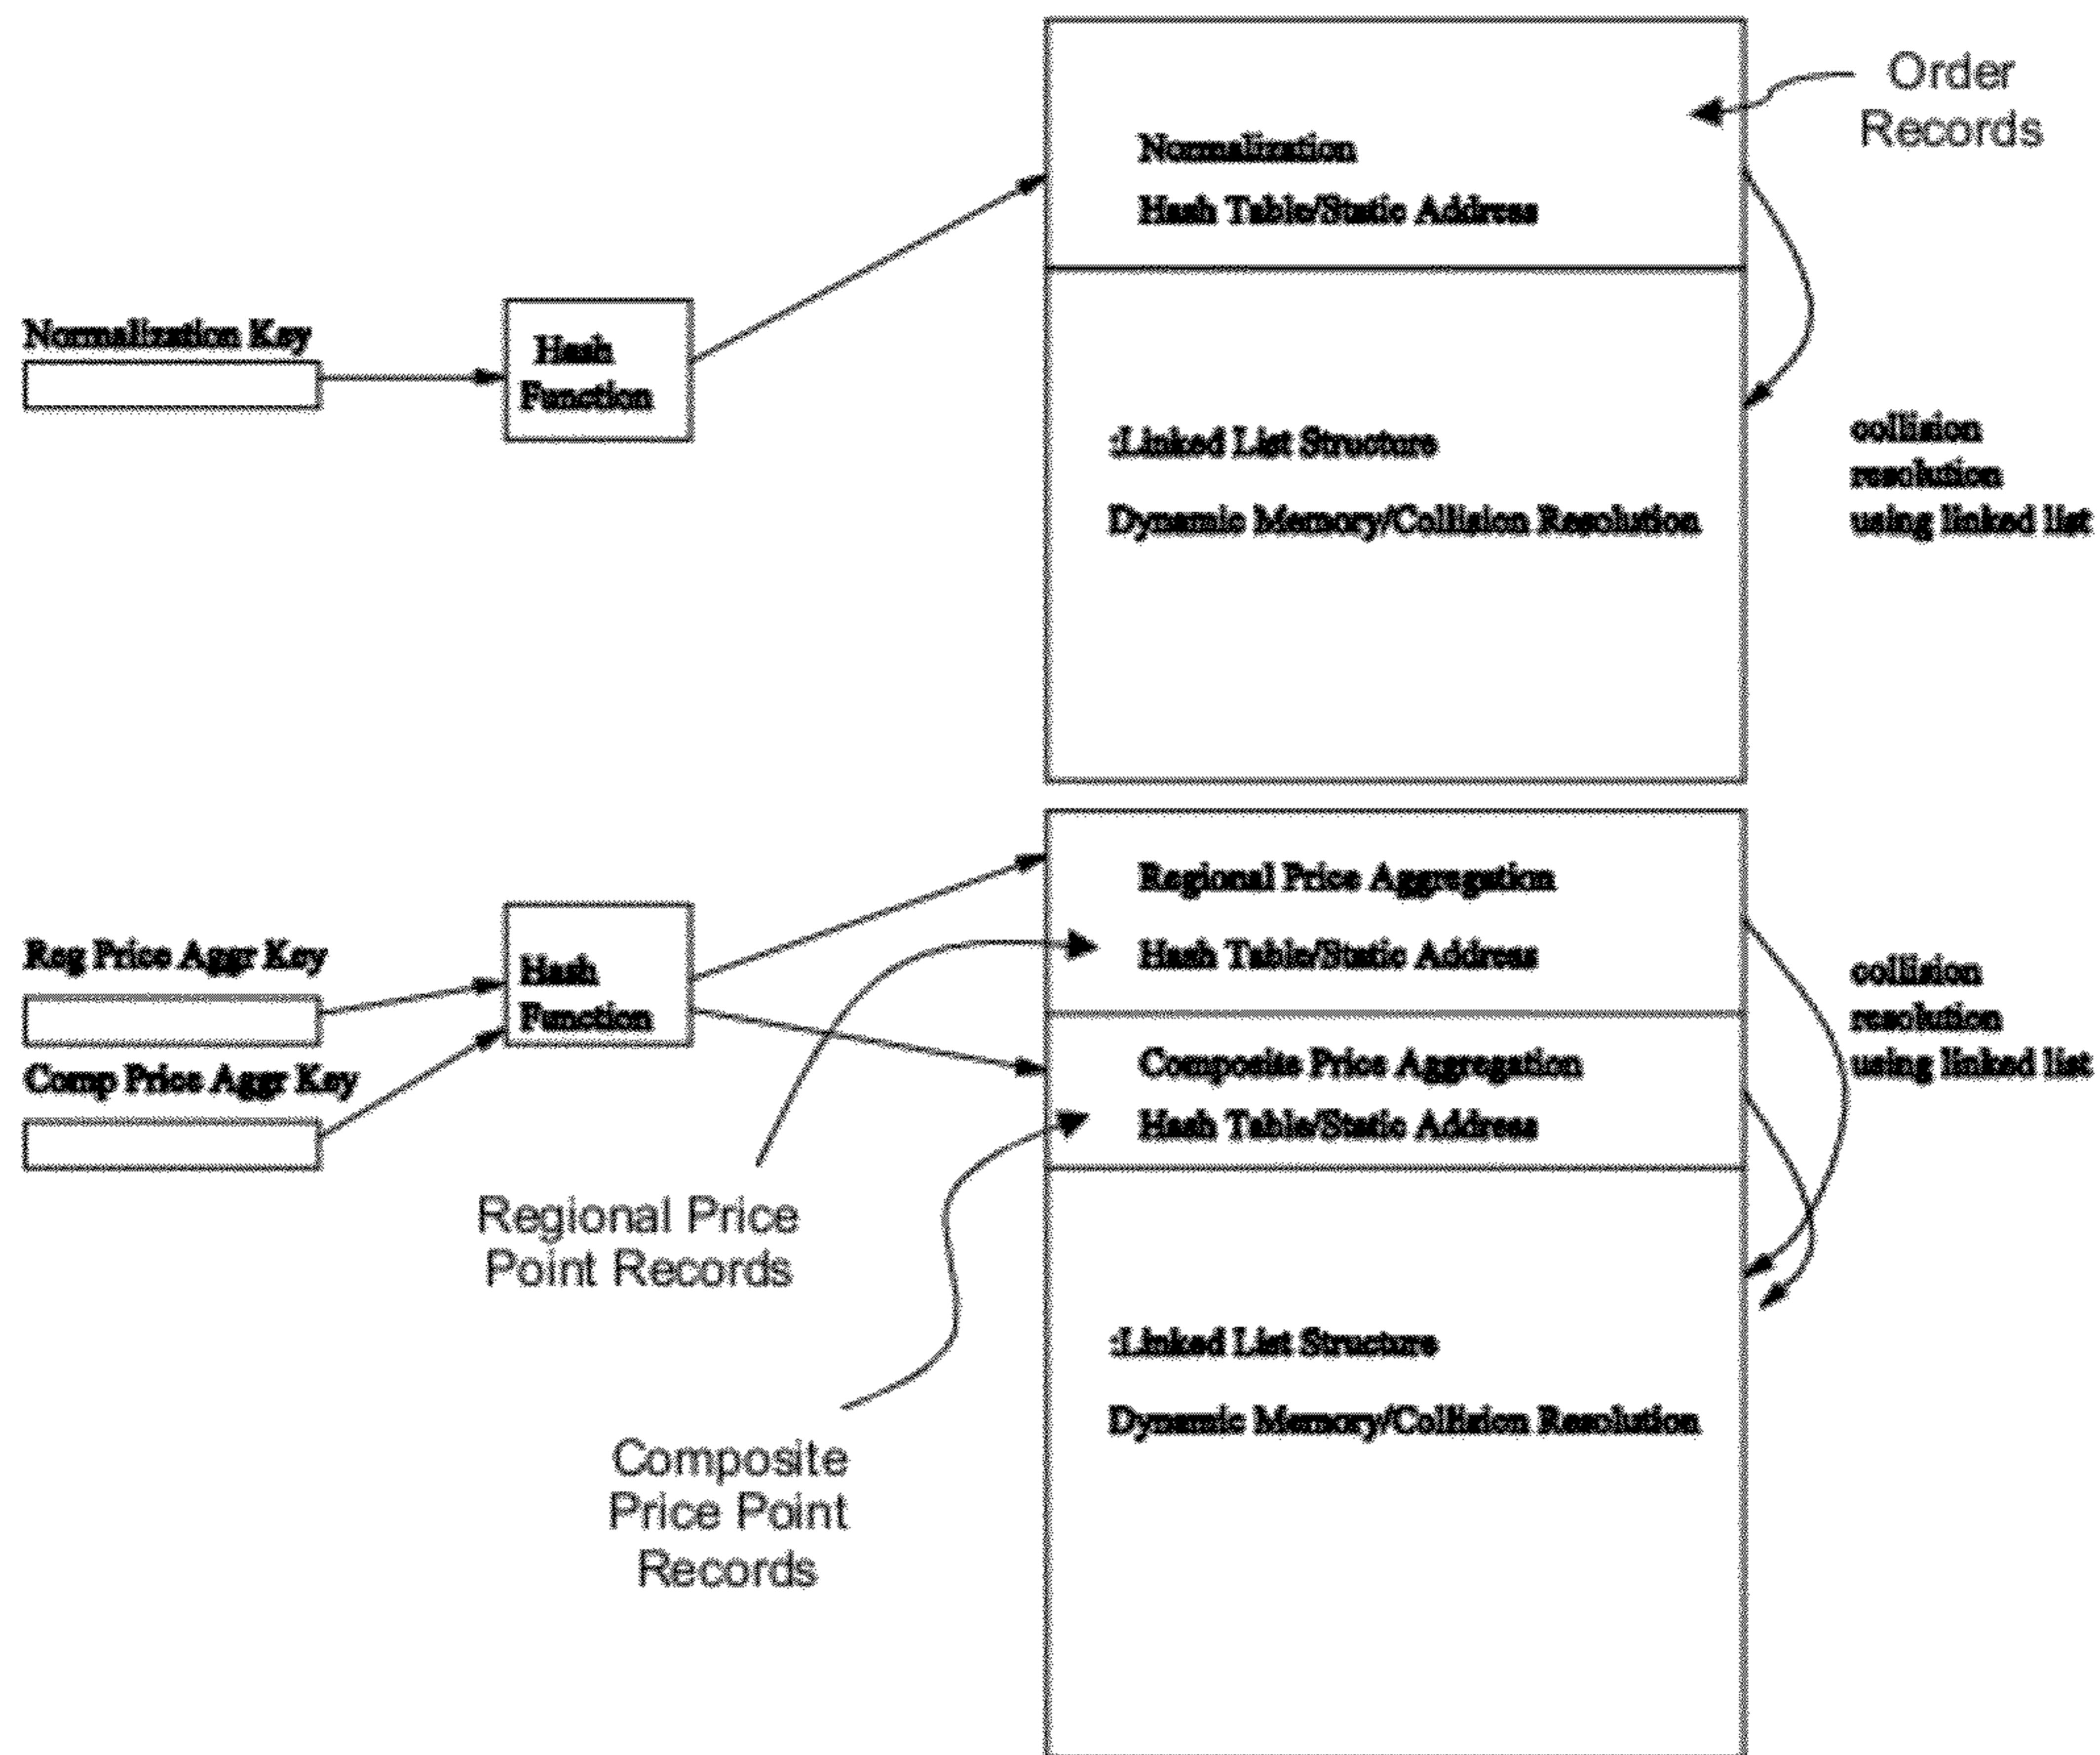 Order
Records
Normalization
Hash Table/Static Address
Normalization Key
Hash
Function
:Linked List Structure
Dynamic Memory/Collision Resolution
collision
resolution
using linked list
Regional Price Aggregation
Hash Table/Static Address
Reg Price Aggr Key
Hash
Function
Comp Price Aggr Key
Composite Price Aggregation
Hash Table/Static Address
collision
resolution
using linked list
Regional Price
Point Records
:Linked List Structure
Dynamic Memory/Collision Resolution
Composite
Price Point
Records